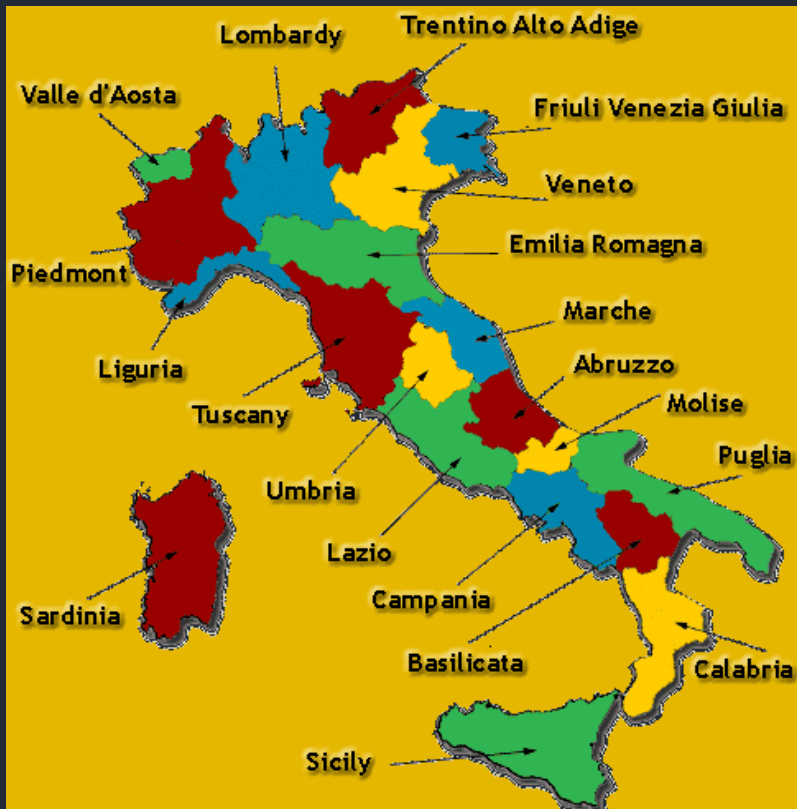 Trentino Alto Adige
Lombardy
Valle d'Aosta
Friuli Venezia Giulia
Veneto
Emilia Romagna
Piedmont
Marche
Liguria
Abruzzo
Molise
Tuscany
Puglia
Umbria
Lazio
Campania
Sardinia
Basilicata
Calabria
Sicily